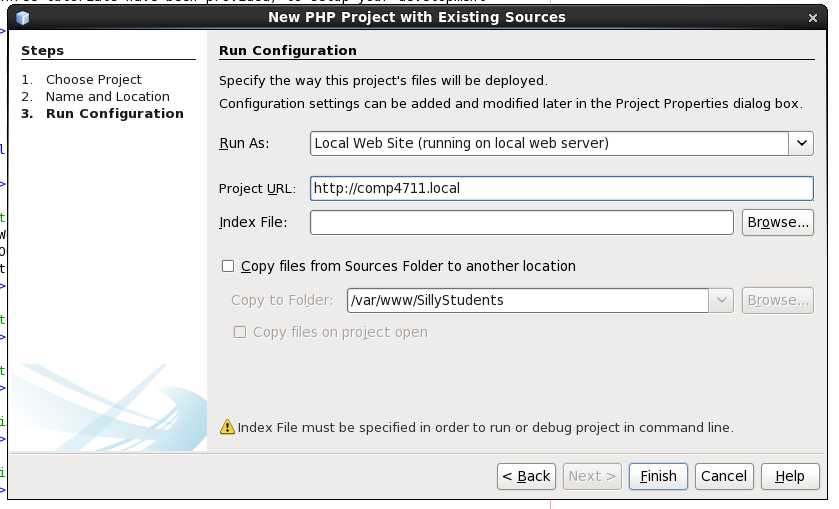 New PHP Project with Existing Sources
Steps
1. Choose Project
2. Name and Location
3. Run Configuration
Run Configuration
Specify the way this project's files will be deployed.
Configuration settings can be added and modified later in the Project Properties dialog box.
Run As: Local Web Site (running on local web server)
Project URL: http://comp4711.local
Index File: Browse...
Copy files from Sources Folder to another location
Copy to Folder: /var/www/SillyStudents Browse...
Copy files on project open
Index File must be specified in order to run or debug project in command line.
< Back Next > Finish Cancel Help